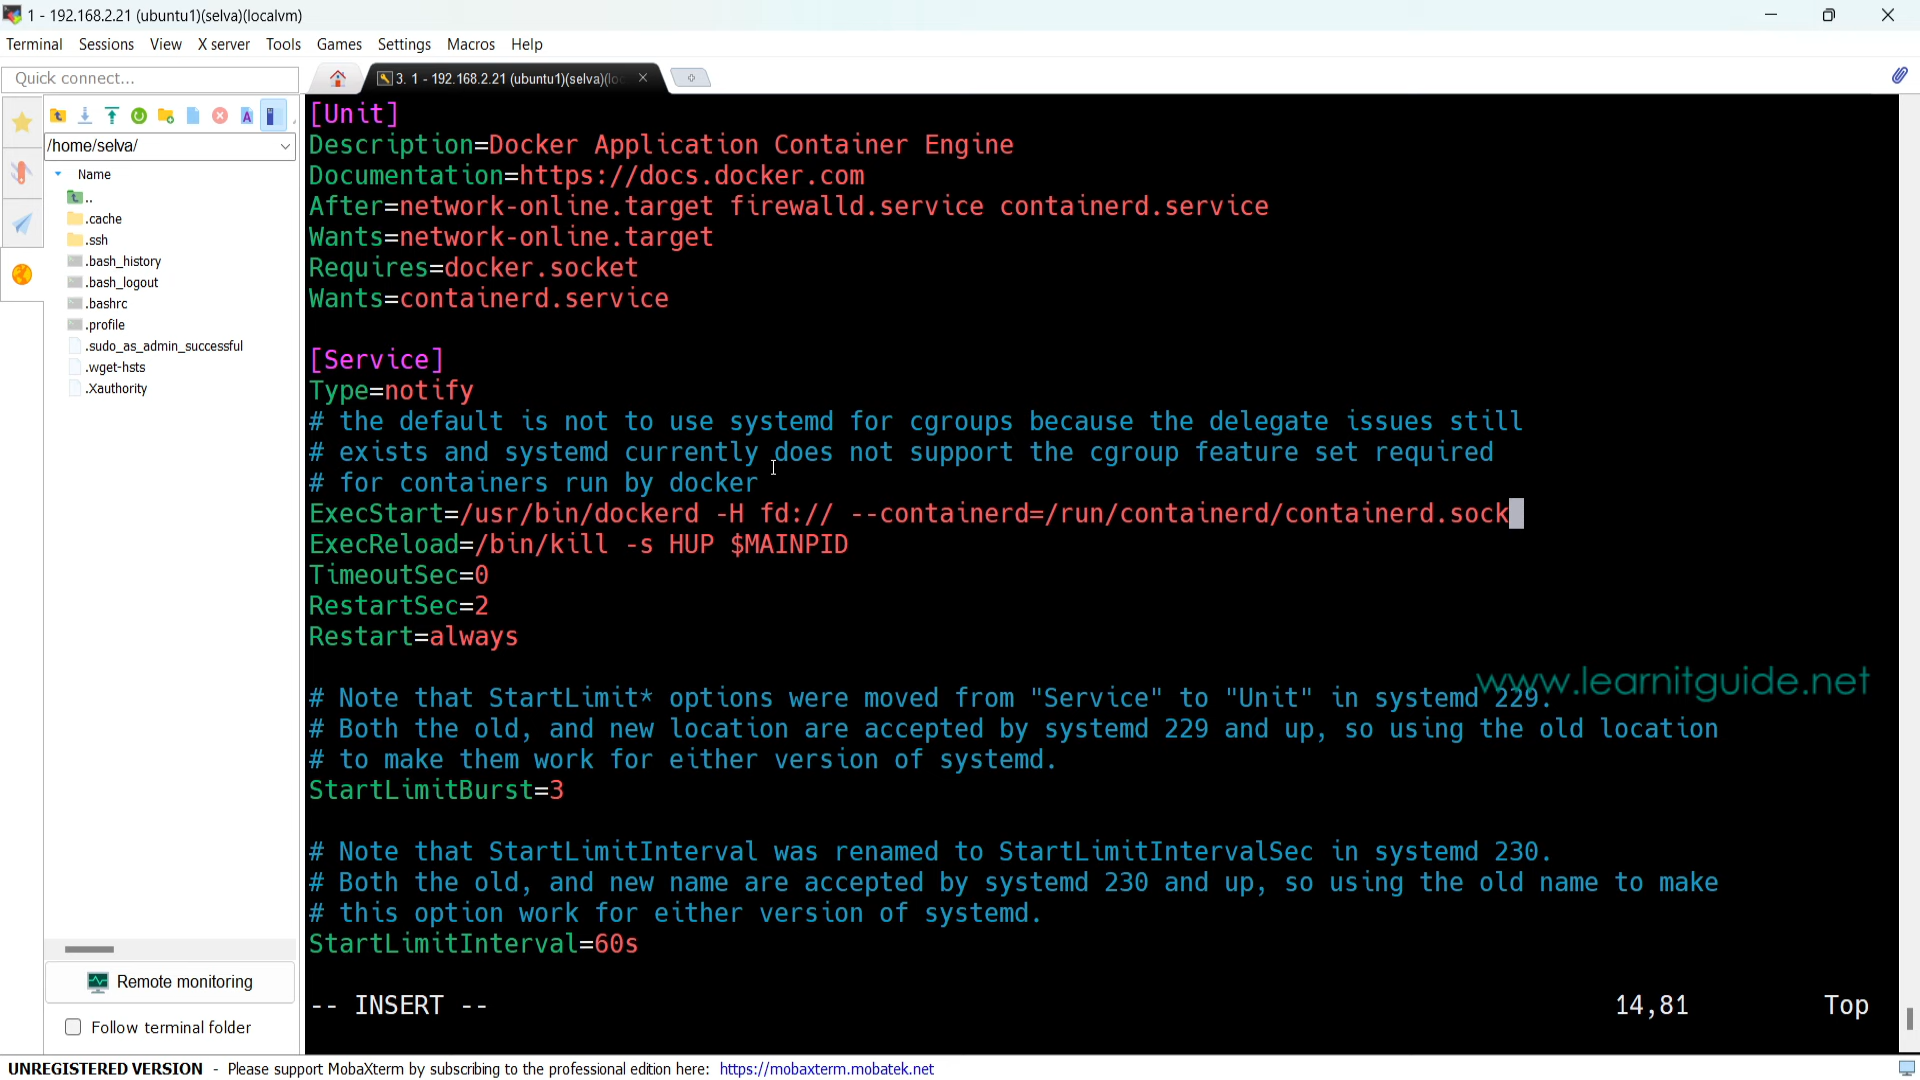 1 - 192.168.2.21 (ubuntu1)(selva)(localvm)
Terminal Sessions View X server Tools Games Settings Macros Help
Quick connect...
3. 1 - 192.168.2.21 (ubuntu1)(selva)(lo
/home/selva/
Name
..
.cache
.ssh
.bash_history
.bash_logout
.bashrc
.profile
.sudo_as_admin_successful
.wget-hsts
.Xauthority
Remote monitoring
Follow terminal folder
[Unit]
Description=Docker Application Container Engine
Documentation=https://docs.docker.com
After=network-online.target firewalld.service containerd.service
Wants=network-online.target
Requires=docker.socket
Wants=containerd.service
[Service]
Type=notify
# the default is not to use systemd for cgroups because the delegate issues still
# exists and systemd currently does not support the cgroup feature set required
# for containers run by docker
ExecStart=/usr/bin/dockerd -H fd:// --containerd=/run/containerd/containerd.sock
ExecReload=/bin/kill -s HUP $MAINPID
TimeoutSec=0
RestartSec=2
Restart=always
www.learnitguide.net
# Note that StartLimit* options were moved from "Service" to "Unit" in systemd 229.
# Both the old, and new location are accepted by systemd 229 and up, so using the old location
# to make them work for either version of systemd.
StartLimitBurst=3
# Note that StartLimitInterval was renamed to StartLimitIntervalSec in systemd 230.
# Both the old, and new name are accepted by systemd 230 and up, so using the old name to make
# this option work for either version of systemd.
StartLimitInterval=60s
-- INSERT -- 14,81 Top
UNREGISTERED VERSION - Please support MobaXterm by subscribing to the professional edition here: https://mobaxterm.mobatek.net